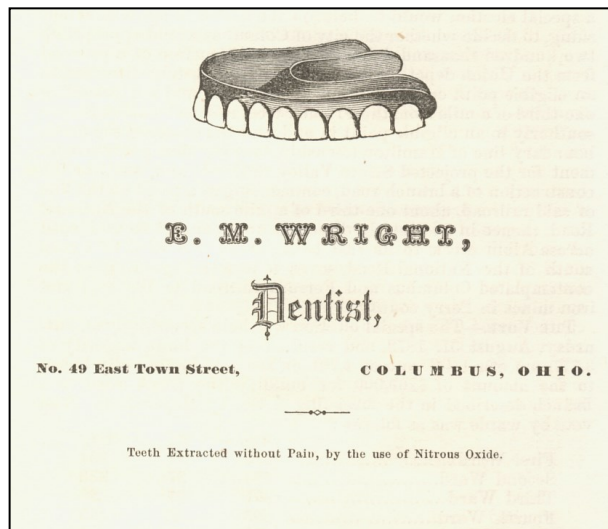 E. M. WRIGHT,
Dentist,
No. 49 East Town Street, COLUMBUS, OHIO.
Teeth Extracted without Pain, by the use of Nitrous Oxide.